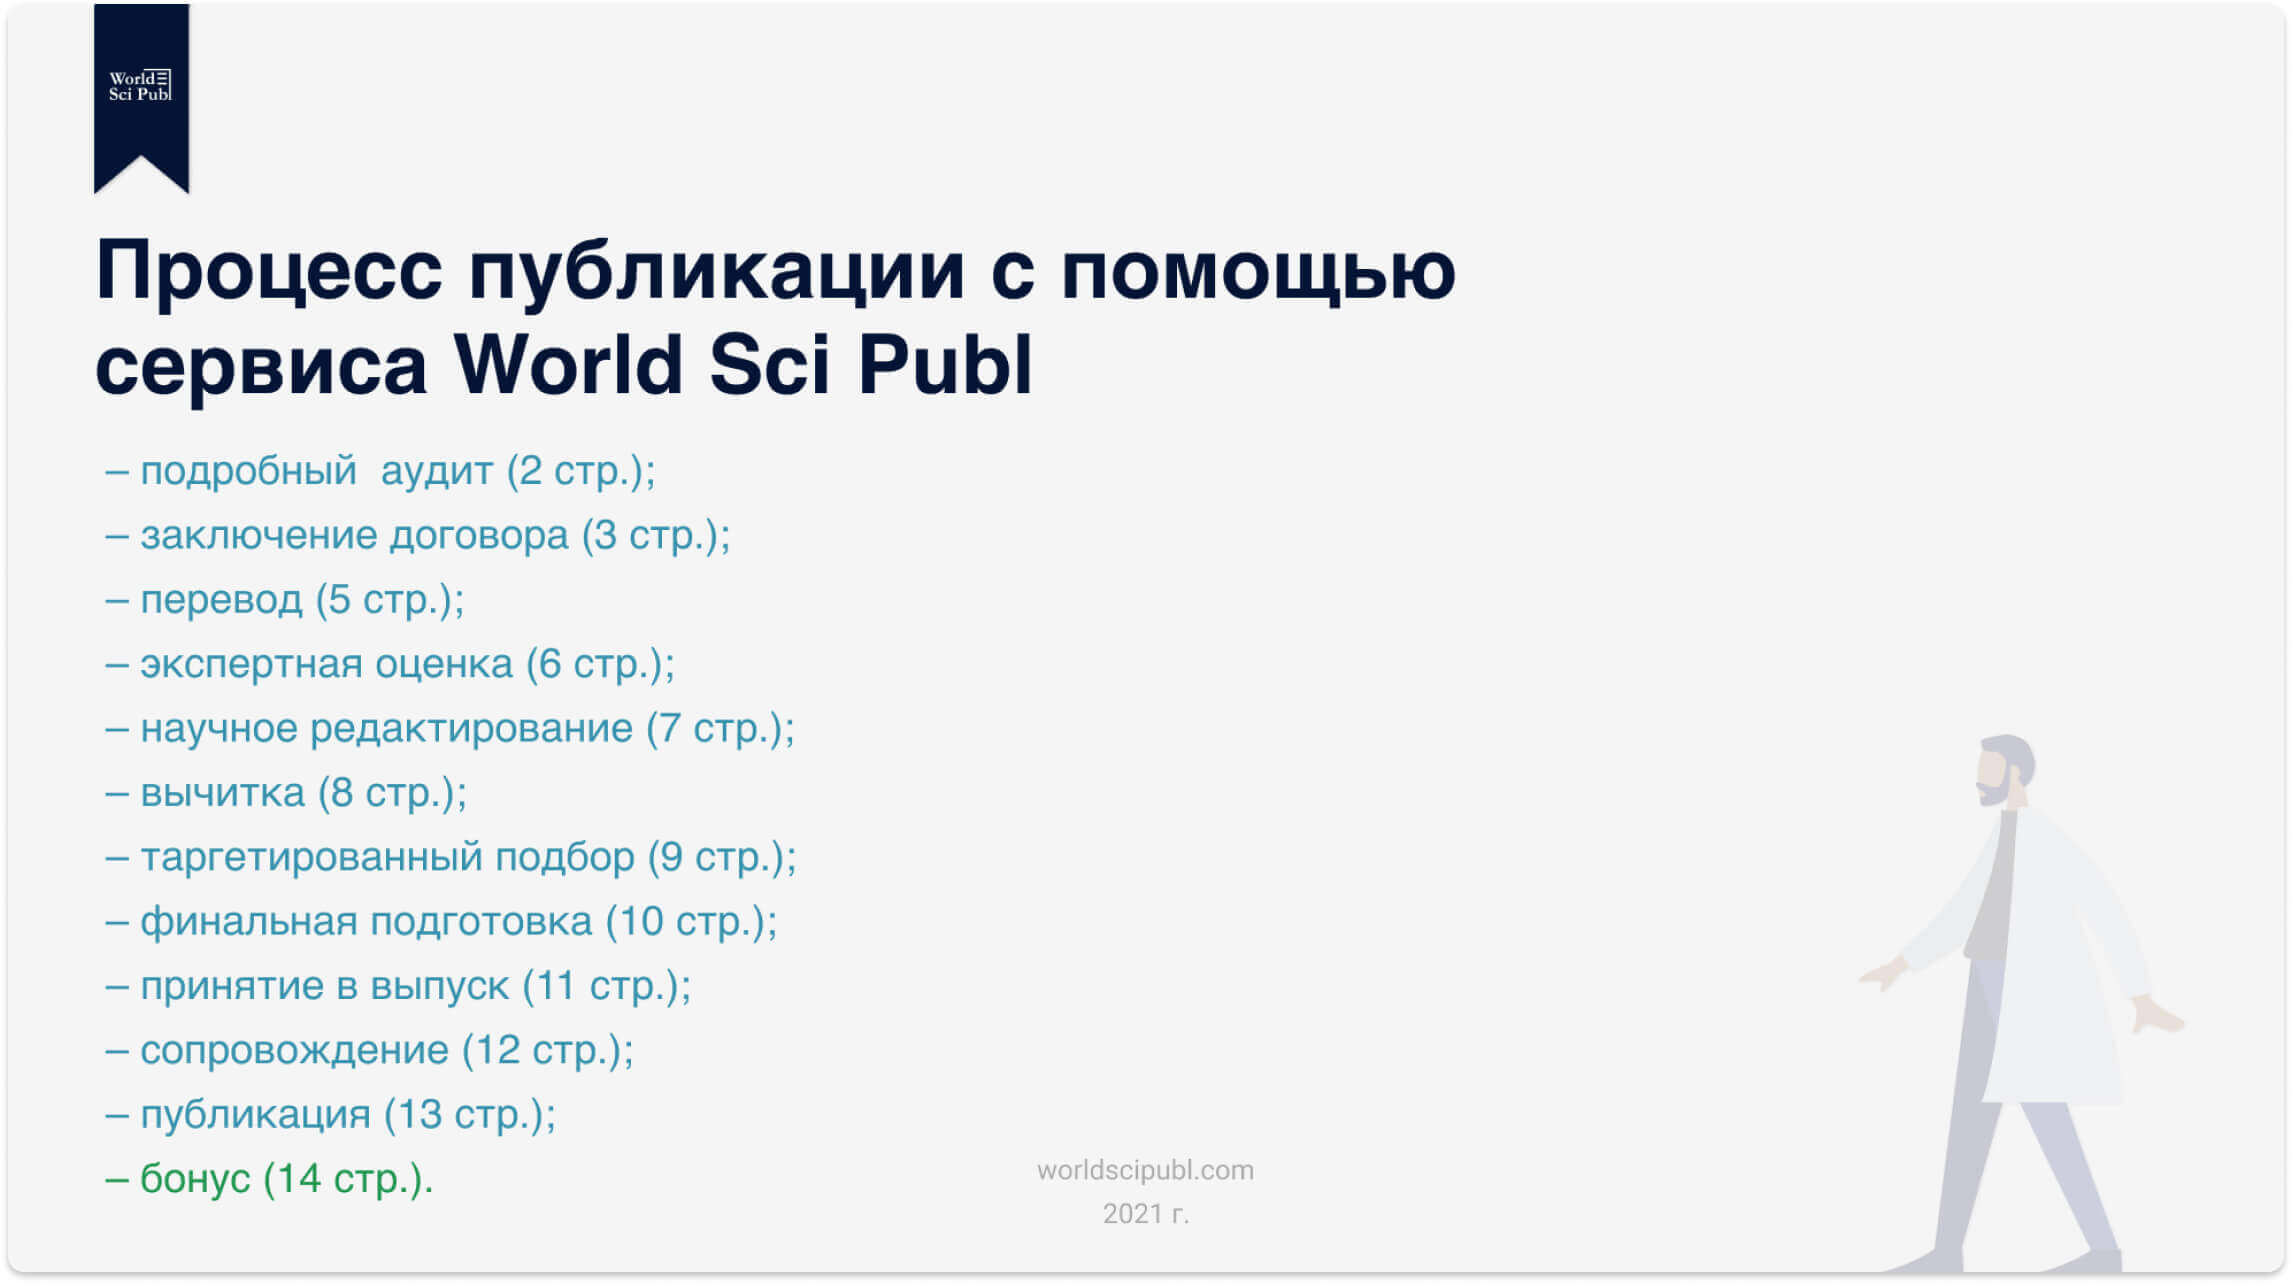 World
Sci Publ
Процесс публикации с помощью
сервиса World Sci Publ
– подробный  аудит (2 стр.);
– заключение договора (3 стр.);
– перевод (5 стр.);
– экспертная оценка (6 стр.);
– научное редактирование (7 стр.);
– вычитка (8 стр.);
– таргетированный подбор (9 стр.);
– финальная подготовка (10 стр.);
– принятие в выпуск (11 стр.);
– сопровождение (12 стр.);
– публикация (13 стр.);
– бонус (14 стр.).
worldscipubl.com
2021 г.